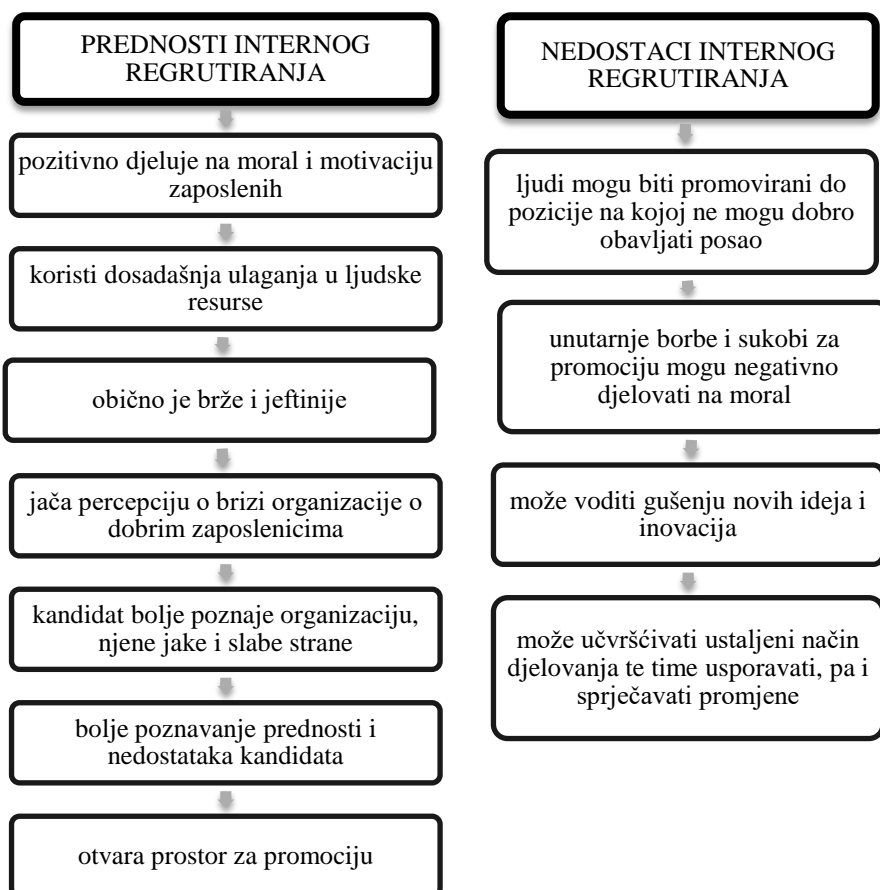 PREDNOSTI INTERNOG
REGRUTIRANJA
pozitivno djeluje na moral i motivaciju
zaposlenih
koristi dosadašnja ulaganja u ljudske
resurse
obično je brže i jeftinije
jača percepciju o brizi organizacije o
dobrim zaposlenicima
kandidat bolje poznaje organizaciju,
njene jake i slabe strane
bolje poznavanje prednosti i
nedostataka kandidata
otvara prostor za promociju
NEDOSTACI INTERNOG
REGRUTIRANJA
ljudi mogu biti promovirani do
pozicije na kojoj ne mogu dobro
obavljati posao
unutarnje borbe i sukobi za
promociju mogu negativno
djelovati na moral
može voditi gušenju novih ideja i
inovacija
može učvršćivati ustaljeni način
djelovanja te time usporavati, pa i
sprječavati promjene